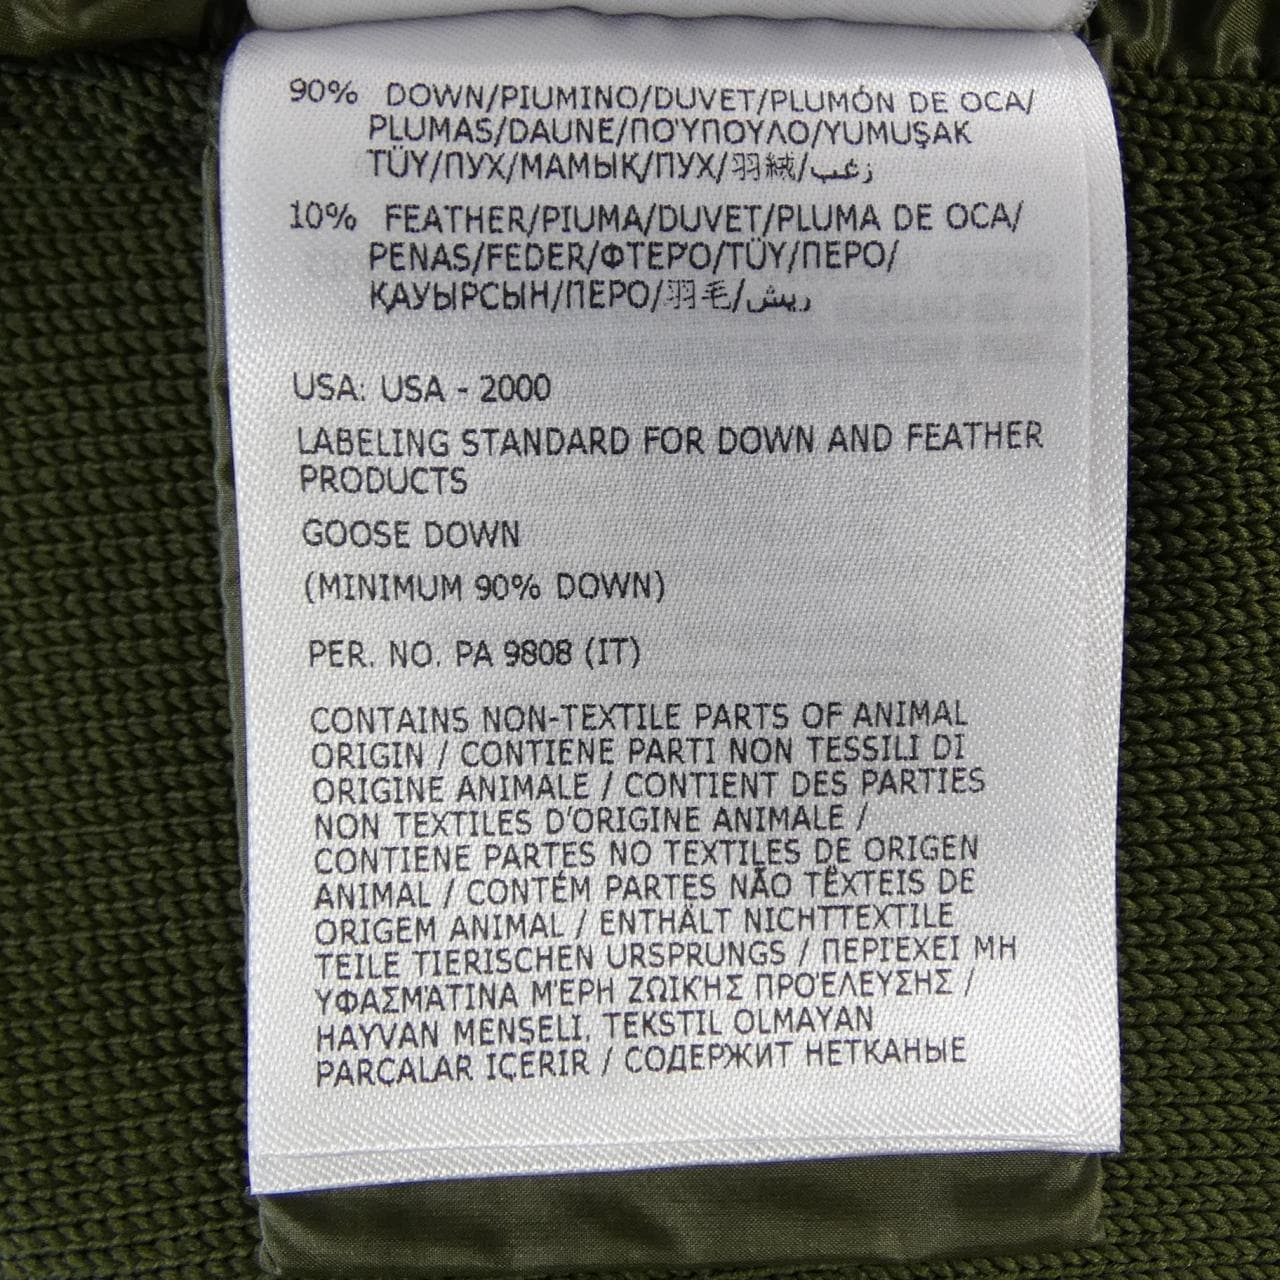 90% DOWN/PIUMINO/DUVET/PLUMÓN DE OCA/
PLUMAS/DAUNE/ΠΟΎΠΟΥΛΟ/YUMUŞAK
TÜY/ПУХ/МАМЫҚ/ПУХ/羽絨/زغب
10% FEATHER/PIUMA/DUVET/PLUMA DE OCA/
PENAS/FEDER/ΦΤΕΡΌ/TÜY/ПЕРО/
ҚАУЫРСЫН/ПЕРО/羽毛/ريش
USA: USA - 2000
LABELING STANDARD FOR DOWN AND FEATHER
PRODUCTS
GOOSE DOWN
(MINIMUM 90% DOWN)
PER. NO. PA 9808 (IT)
CONTAINS NON-TEXTILE PARTS OF ANIMAL
ORIGIN / CONTIENE PARTI NON TESSILI DI
ORIGINE ANIMALE / CONTIENT DES PARTIES
NON TEXTILES D'ORIGINE ANIMALE /
CONTIENE PARTES NO TEXTILES DE ORIGEN
ANIMAL / CONTÉM PARTES NÃO TËXTEIS DE
ORIGEM ANIMAL / ENTHÄLT NICHTTEXTILE
TEILE TIERISCHEN URSPRUNGS / ΠΕΡΙΈΧΕΙ ΜΗ
ΥΦΑΣΜΆΤΙΝΑ ΜΈΡΗ ΖΩΙΚΉΣ ΠΡΟΈΛΕΥΣΗΣ /
HAYVAN MENŞELI, TEKSTIL OLMAYAN
PARÇALAR IÇERIR / СОДЕРЖИТ НЕТКАНЫЕ